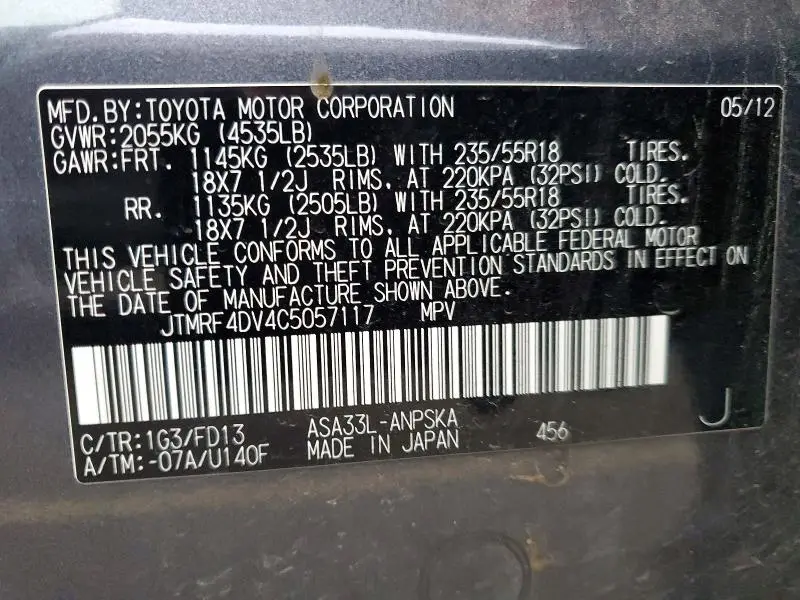 MFD.BY:TOYOTA MOTOR CORPORATION 05/12
GVWR:2055KG (4535LB)
GAWR:FRT. 1145KG (2535LB) WITH 235/55R18 TIRES.
18X7 1/2J RIMS, AT 220KPA (32PSI) COLD.
RR. 1135KG (2505LB) WITH 235/55R18 TIRES.
18X7 1/2J RIMS, AT 220KPA (32PSI) COLD.
THIS VEHICLE CONFORMS TO ALL APPLICABLE FEDERAL MOTOR
VEHICLE SAFETY AND THEFT PREVENTION STANDARDS IN EFFECT ON
THE DATE OF MANUFACTURE SHOWN ABOVE.
JTMRF4DV4C5057117 MPV
C/TR:1G3/FD13 ASA33L-ANPSKA 456 J
A/TM:-07A/U140F MADE IN JAPAN